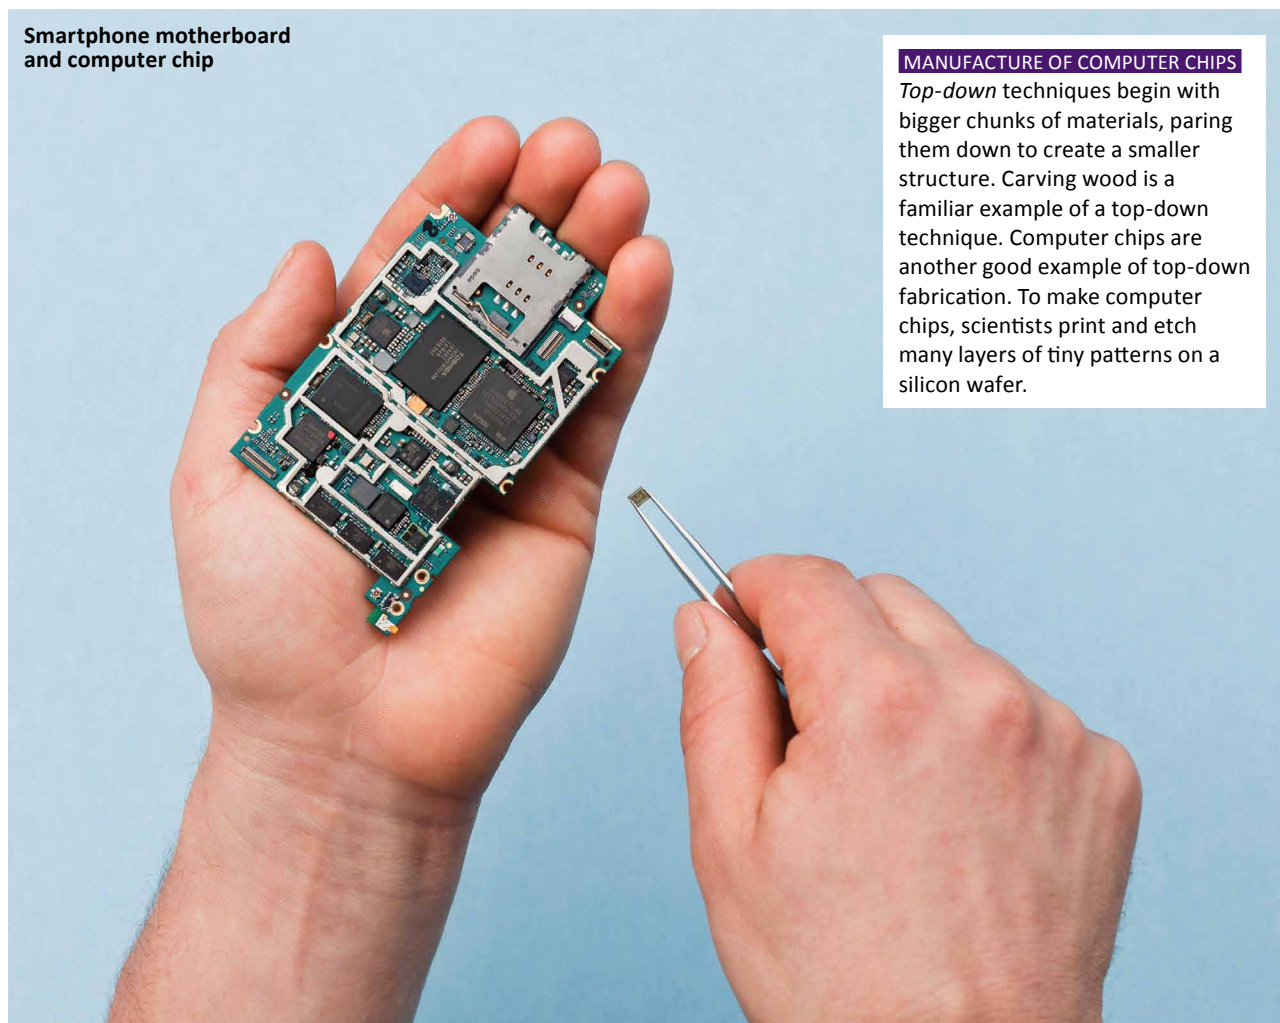 Smartphone motherboard
and computer chip
MANUFACTURE OF COMPUTER CHIPS
Top-down techniques begin with
bigger chunks of materials, paring
them down to create a smaller
structure. Carving wood is a
familiar example of a top-down
technique. Computer chips are
another good example of top-down
fabrication. To make computer
chips, scientists print and etch
many layers of tiny patterns on a
silicon wafer.
TOSHIBA